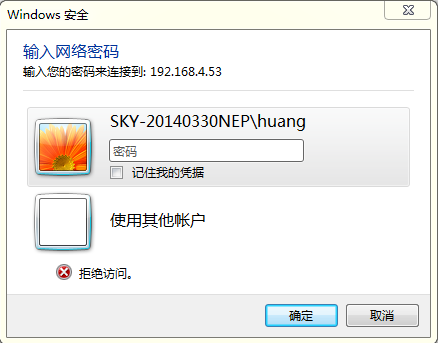 Windows 安全
输入网络密码
输入您的密码来连接到: 192.168.4.53
SKY-20140330NEP\huang
密码
记住我的凭据
使用其他帐户
拒绝访问。
确定
取消